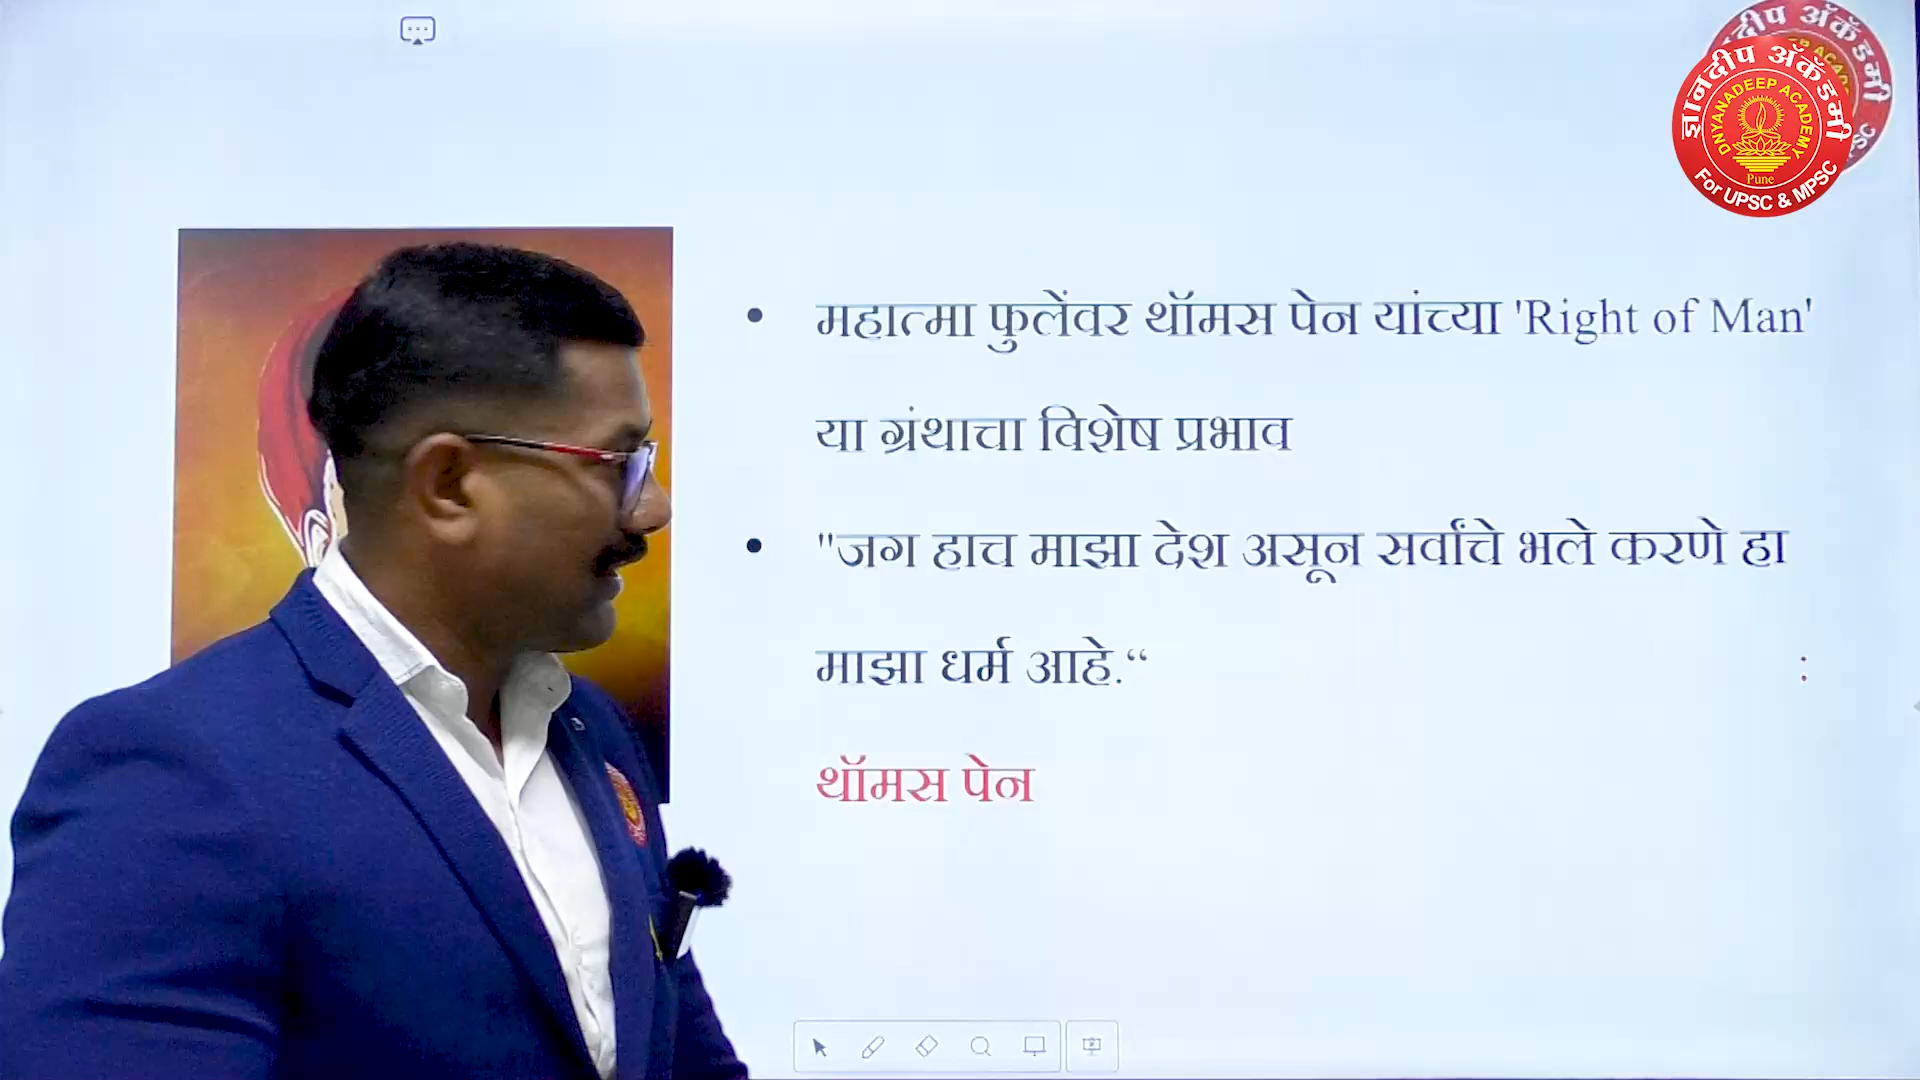 ज्ञानदीप ॲकॅडमी
DNYANADEEP ACADEMY
Pune
For UPSC & MPSC
• महात्मा फुलेंवर थॉमस पेन यांच्या 'Right of Man'
या ग्रंथाचा विशेष प्रभाव
• "जग हाच माझा देश असून सर्वांचे भले करणे हा
माझा धर्म आहे.“ :
थॉमस पेन